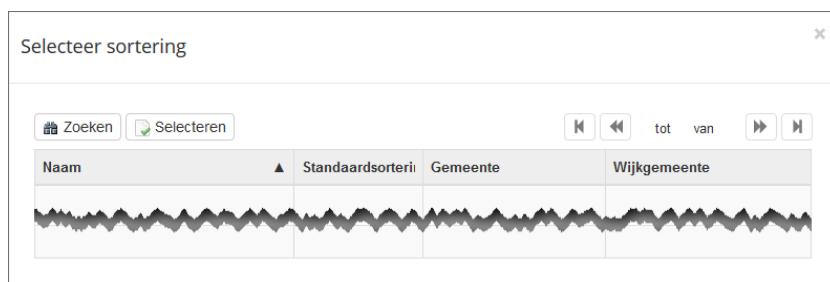 Selecteer sortering
×
Zoeken Selecteren tot van
Naam ▲ Standaardsorteri Gemeente Wijkgemeente